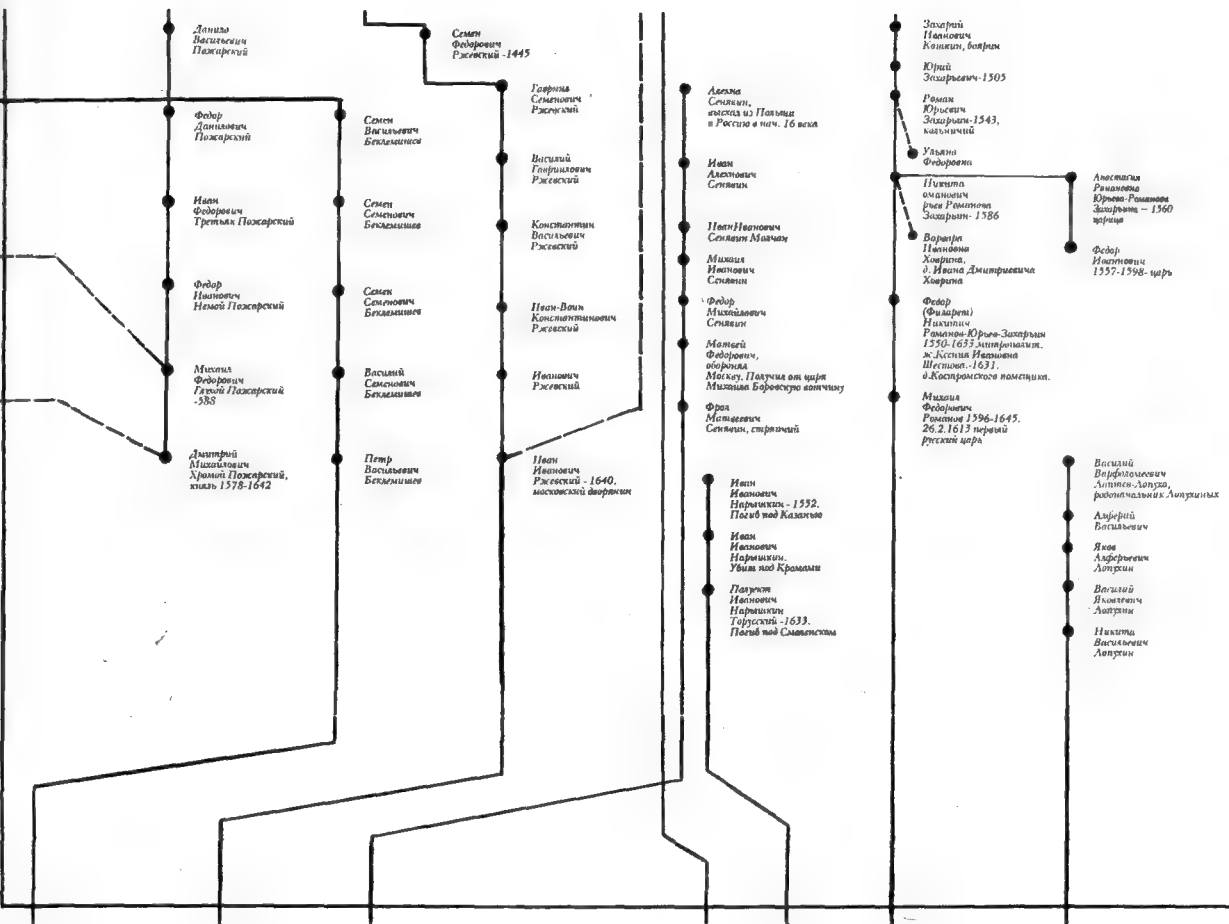 Данило
Васильевич
Пожарский
Федор
Данилович
Пожарский
Иван
Федорович
Третьяк Пожарский
Федор
Иванович
Немой Пожарский
Михаил
Федорович
Глухой Пожарский
-588
Дмитрий
Михайлович
Хромой Пожарский,
князь 1578-1642
Семен
Васильевич
Беклемишев
Семен
Семенович
Беклемишев
Семен
Семенович
Беклемишев
Василий
Семенович
Беклемишев
Петр
Васильевич
Беклемишев
Семен
Федорович
Ржевский -1445
Гаврила
Семенович
Ржевский
Василий
Гаврилович
Ржевский
Константин
Васильевич
Ржевский
Иван-Воин
Константинович
Ржевский
Иванович
Ржевский
Иван
Иванович
Ржевский - 1640,
московский дворянин
Алехна
Сенявин,
выехал из Польши
в Россию в нач. 16 века
Иван
Алехнович
Сенявин
Иван Иванович
Сенявин Молчан
Михаил
Иванович
Сенявин
Федор
Михайлович
Сенявин
Матвей
Федорович,
оборонял
Москву. Получил от царя
Михаила Боровскую вотчину
Фрол
Матвеевич
Сенявин, стряпчий
Иван
Иванович
Нарышкин - 1552.
Погиб под Казанью
Иван
Иванович
Нарышкин.
Убит под Кромами
Полуект
Иванович
Нарышкин
Торусский -1633.
Погиб под Смоленском
Захарий
Иванович
Кошкин, боярин
Юрий
Захарьевич-1505
Роман
Юрьевич
Захарьин-1543,
Ульяна
Федоровна
Никита
оманович
рьев Романова
Захарьин- 1586
Варвара
Ивановна
Ховрина,
д. Ивана Дмитриевича
Ховрина
Федор
(Филарет)
Никитич
Романов-Юрьев-Захарьин
1550-1633 митрополит.
ж.Ксения Ивановна
Шестова.-1631.
д.Костромского помещика.
Михаил
Федорович
Романов 1596-1645.
26.2.1613 первый
русский царь
Анастасия
Романовна
Юрьева-Романова
Захарьина - 1560
царица
Федор
Иванович
1557-1598- царь
Василий
Варфоломеевич
родоначальник Лопухиных
Алферий
Васильевич
Яков
Алферьевич
Лопухин
Василий
Яковлевич
Лопухин
Никита
Васильевич
Лопухин